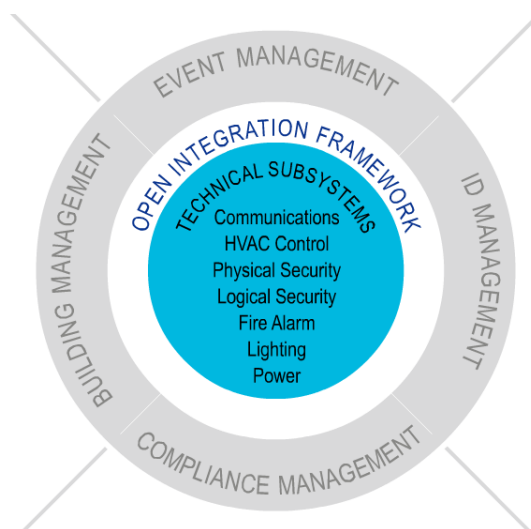 EVENT MANAGEMENT
BUILDING MANAGEMENT
ID MANAGEMENT
OPEN INTEGRATION FRAMEWORK
TECHNICAL SUBSYSTEMS
Communications
HVAC Control
Physical Security
Logical Security
Fire Alarm
Lighting
Power
COMPLIANCE MANAGEMENT